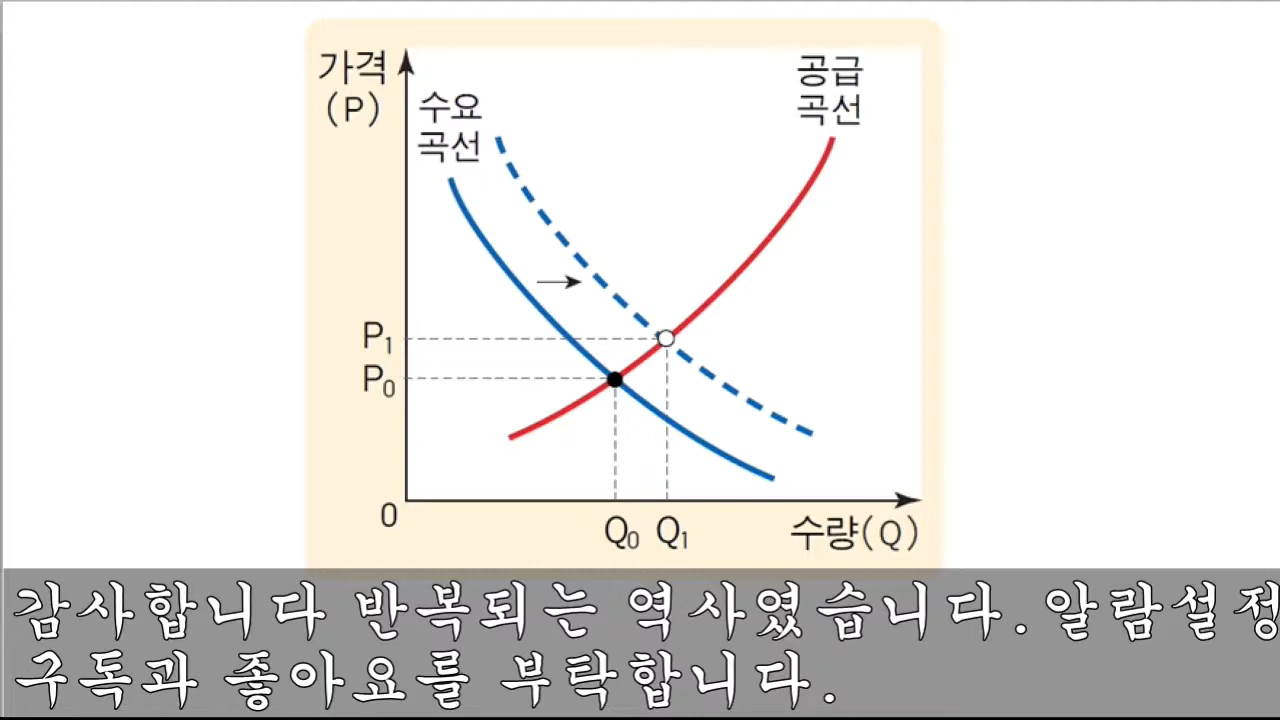 가격
(P)
수요
곡선
공급
곡선
P₁
P₀
0
Q₀ Q₁ 수량(Q)
감사합니다 반복되는 역사였습니다. 알람설정
구독과 좋아요를 부탁합니다.